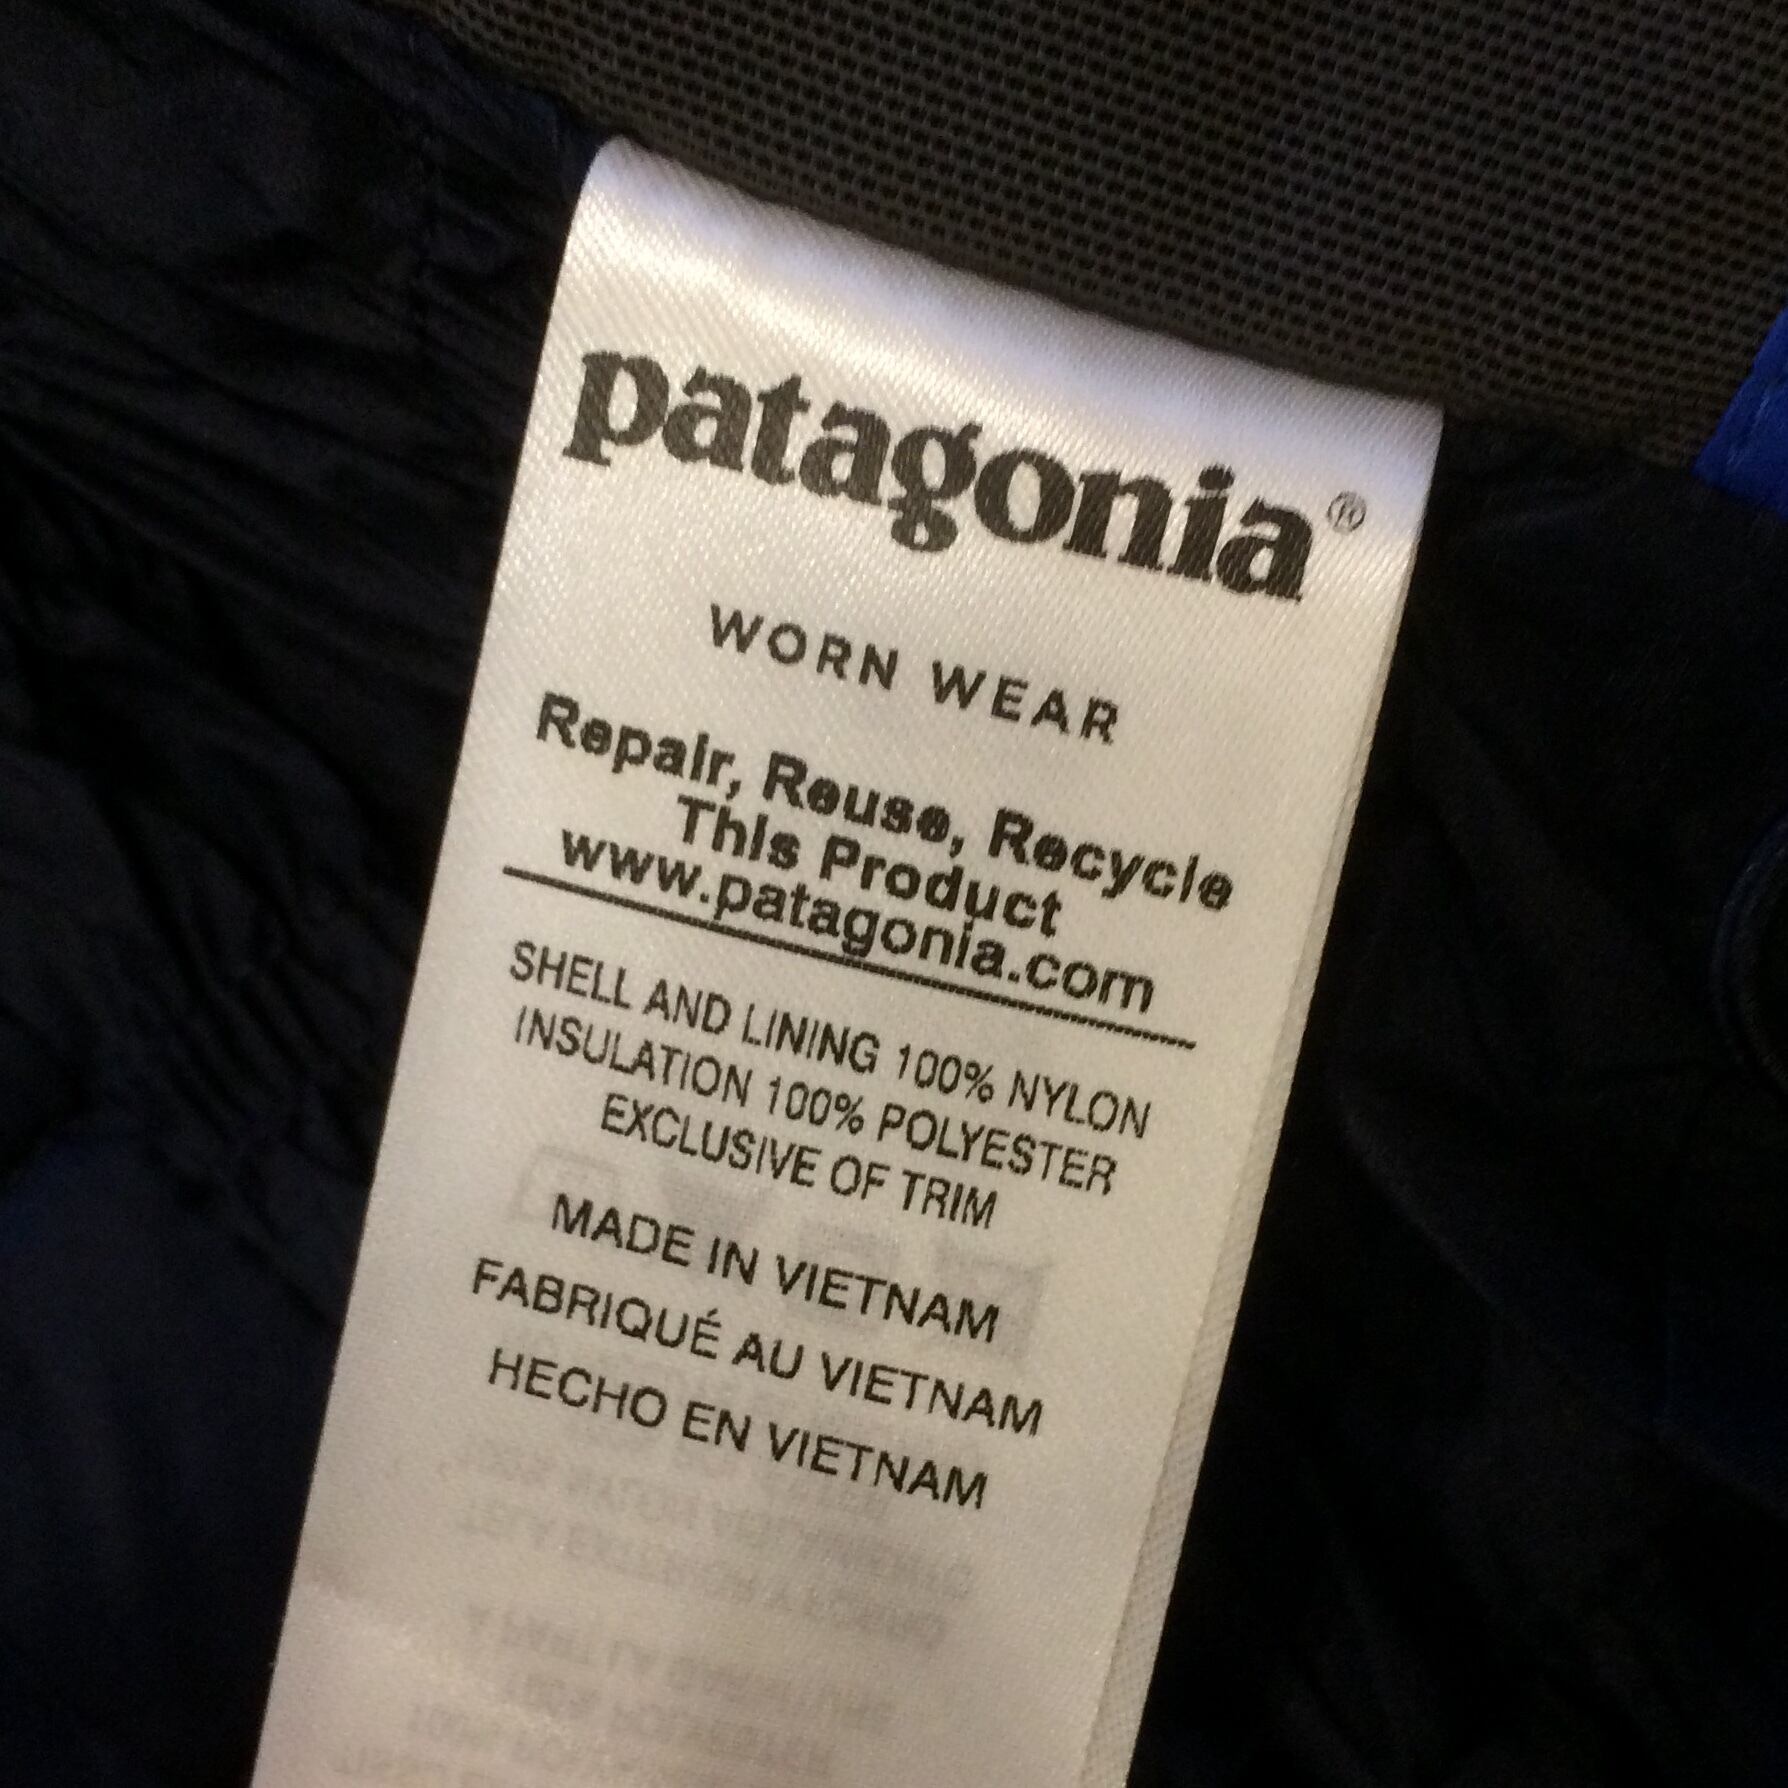 patagonia®
WORN WEAR
Repair, Reuse, Recycle
This Product
www.patagonia.com
SHELL AND LINING 100% NYLON
INSULATION 100% POLYESTER
EXCLUSIVE OF TRIM
MADE IN VIETNAM
FABRIQUÉ AU VIETNAM
HECHO EN VIETNAM